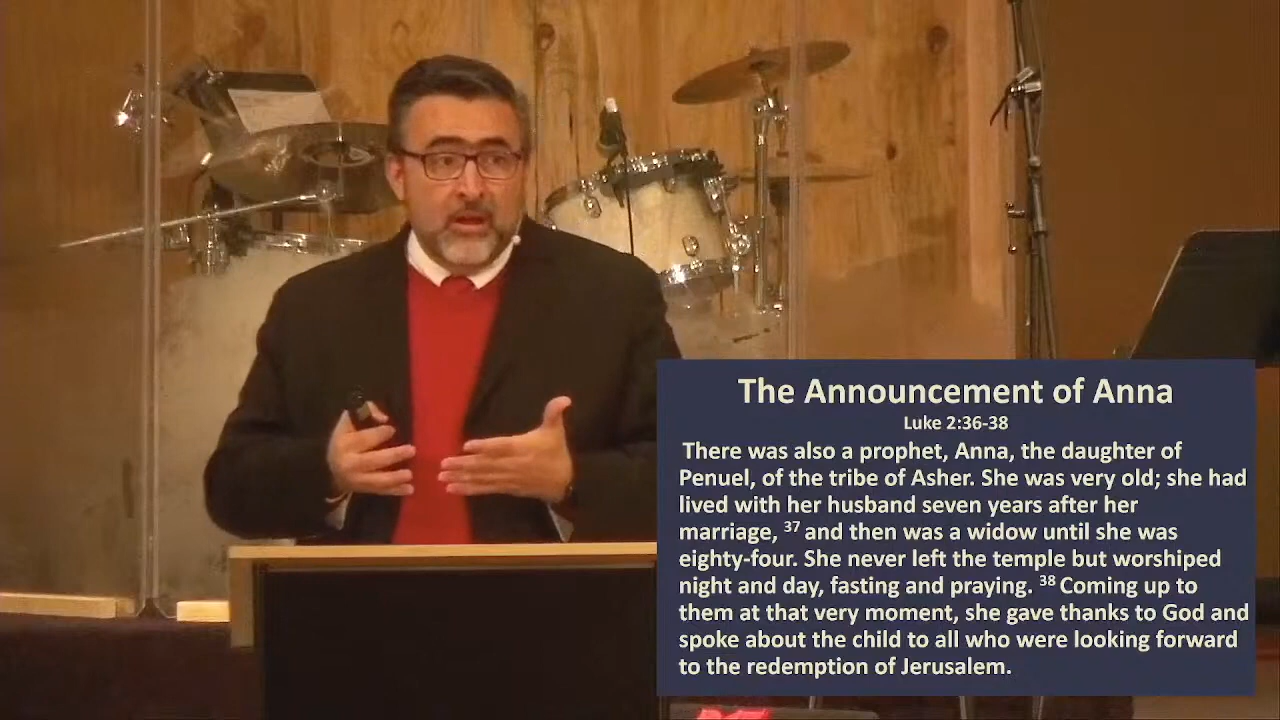 The Announcement of Anna
Luke 2:36-38
There was also a prophet, Anna, the daughter of
Penuel, of the tribe of Asher. She was very old; she had
lived with her husband seven years after her
marriage, 37 and then was a widow until she was
eighty-four. She never left the temple but worshiped
night and day, fasting and praying. 38 Coming up to
them at that very moment, she gave thanks to God and
spoke about the child to all who were looking forward
to the redemption of Jerusalem.